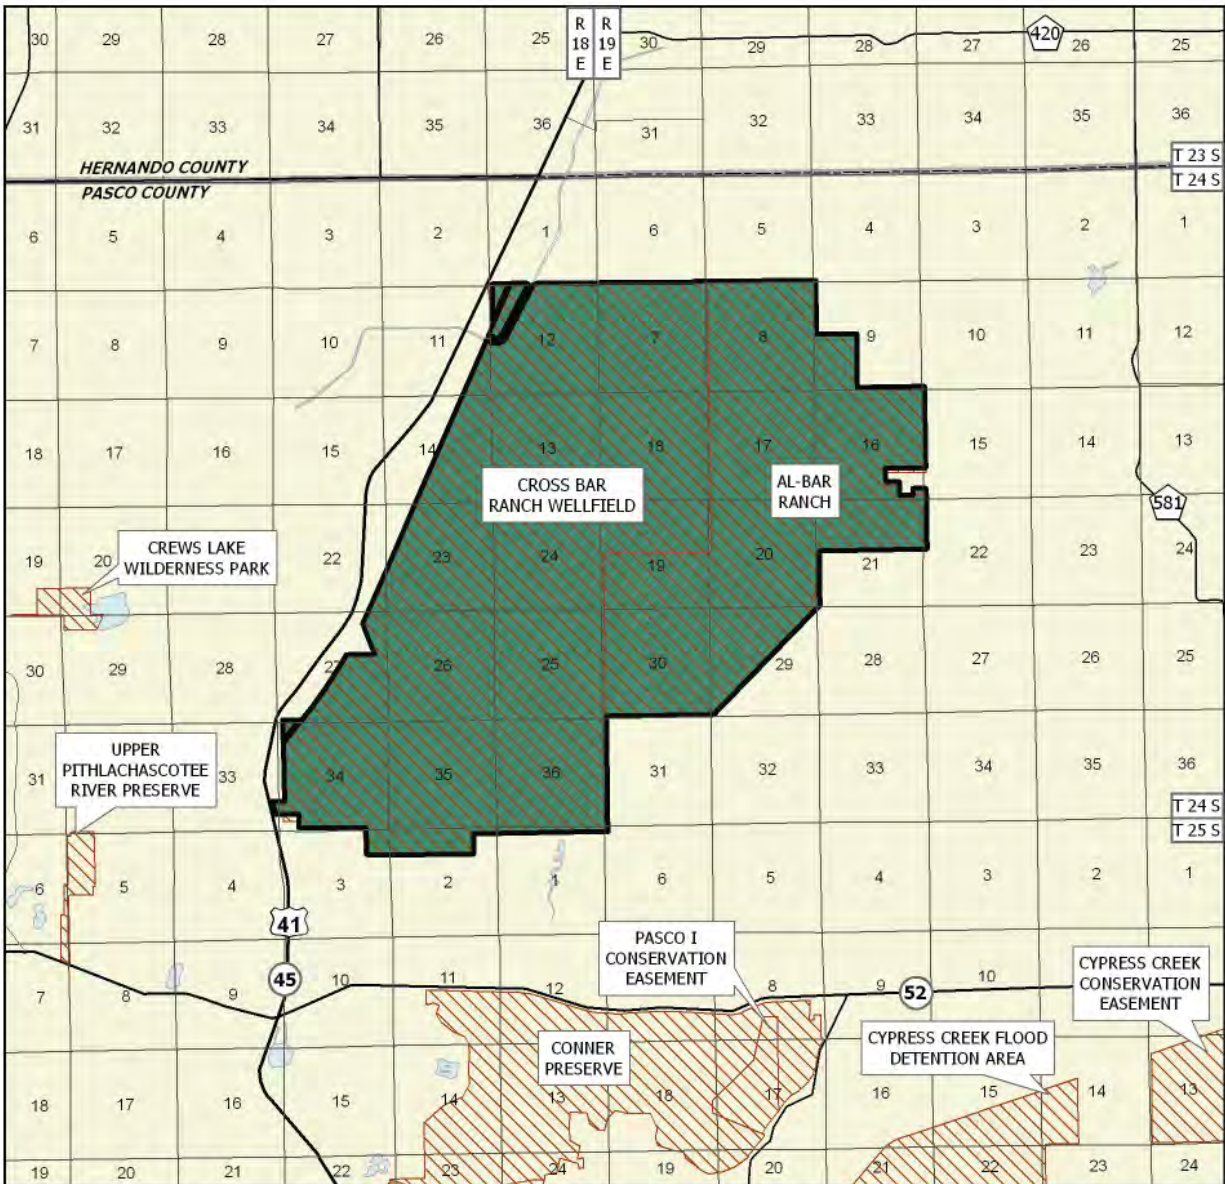 R R
18 19
E E
30 29 28 27 26 25 30 29 28 27 420 26 25
31 32 33 34 35 36 31 32 33 34 35 36
HERNANDO COUNTY
PASCO COUNTY
T 23 S
T 24 S
6 5 4 3 2 1 6 5 4 3 2 1
7 8 9 10 11 12 7 8 9 10 11 12
18 17 16 15 14 13 18 17 16 15 14 13
CROSS BAR
RANCH WELLFIELD
AL-BAR
RANCH
581
19 20 22 23 24 19 20 21 22 23 24
CREWS LAKE
WILDERNESS PARK
30 29 28 27 26 25 30 29 28 27 26 25
UPPER
PITHLACHASCOTEE
RIVER PRESERVE
31 33 34 35 36 31 32 33 34 35 36
T 24 S
T 25 S
6 5 4 3 2 1 6 5 4 3 2 1
41
45
PASCO I
CONSERVATION
EASEMENT
CYPRESS CREEK
CONSERVATION
EASEMENT
7 8 9 10 11 12 8 9 52 10
CYPRESS CREEK FLOOD
DETENTION AREA
CONNER
PRESERVE
18 17 16 15 14 13 18 17 16 15 14 13
19 20 21 22 23 24 19 20 21 22 23 24